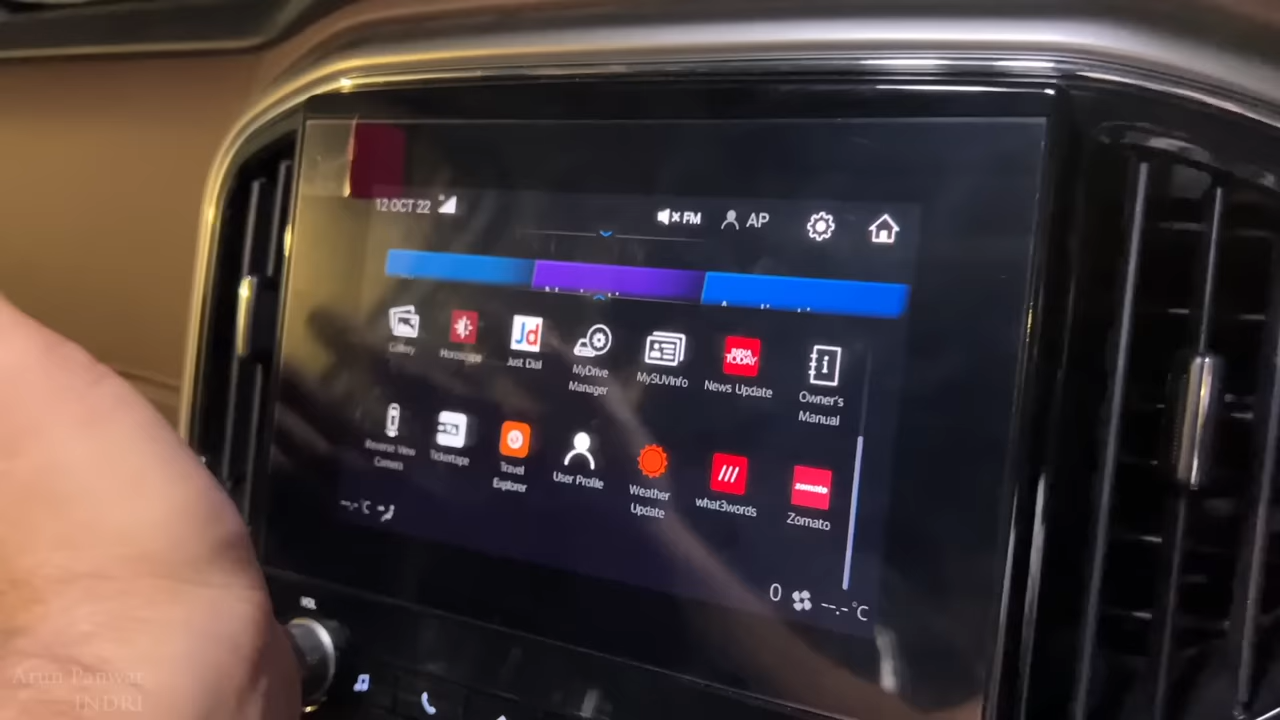 12 OCT 22
FM
AP
Gallery
Horoscope
Jd
Just Dial
MyDrive
Manager
MySUVInfo
INDIA
TODAY
News Update
Owner's
Manual
Reverse View
Camera
Tickertape
Travel
Explorer
User Profile
Weather
Update
what3words
zomato
Zomato
--.-°C
0
--.-°C
VOL
Arun Panwar
INDRI